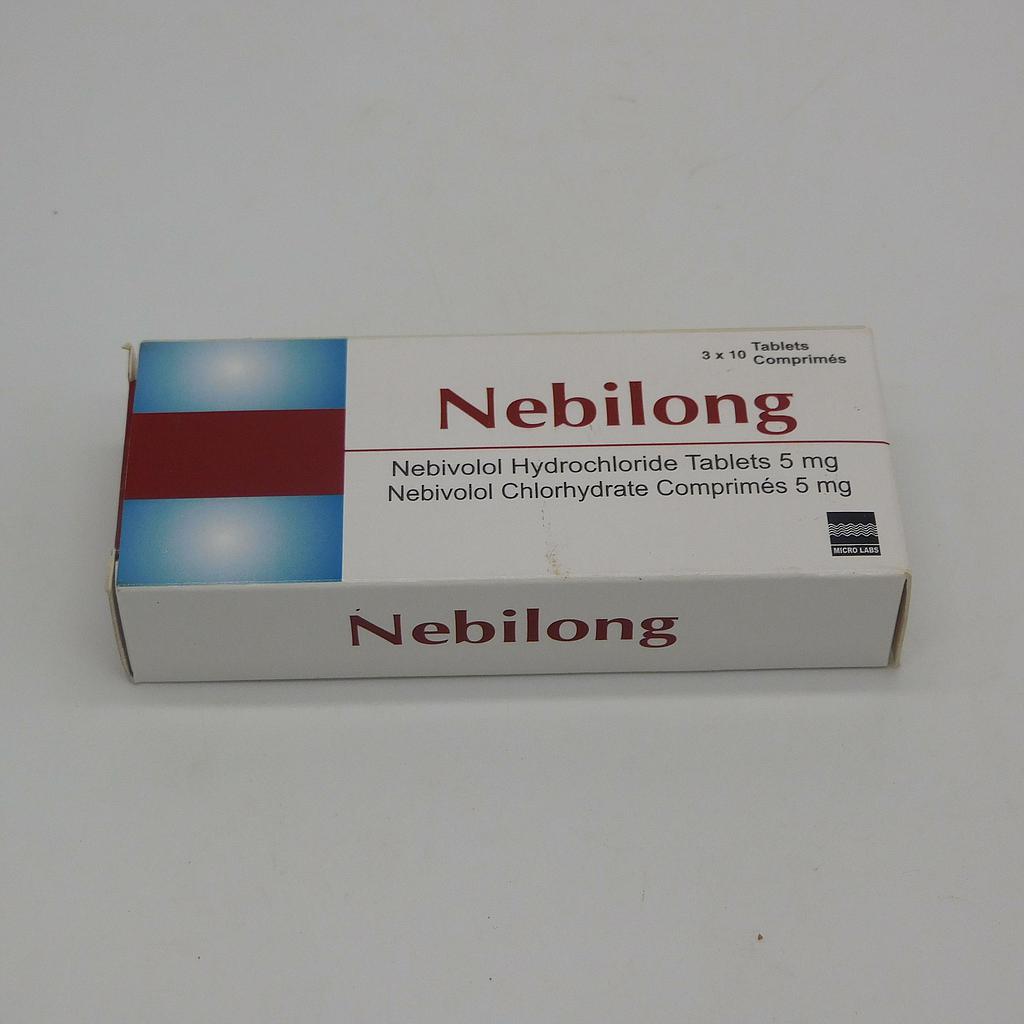 3 x 10 Tablets
Comprimés
Nebilong
Nebivolol Hydrochloride Tablets 5 mg
Nebivolol Chlorhydrate Comprimés 5 mg
MICRO LABS
Nebilong